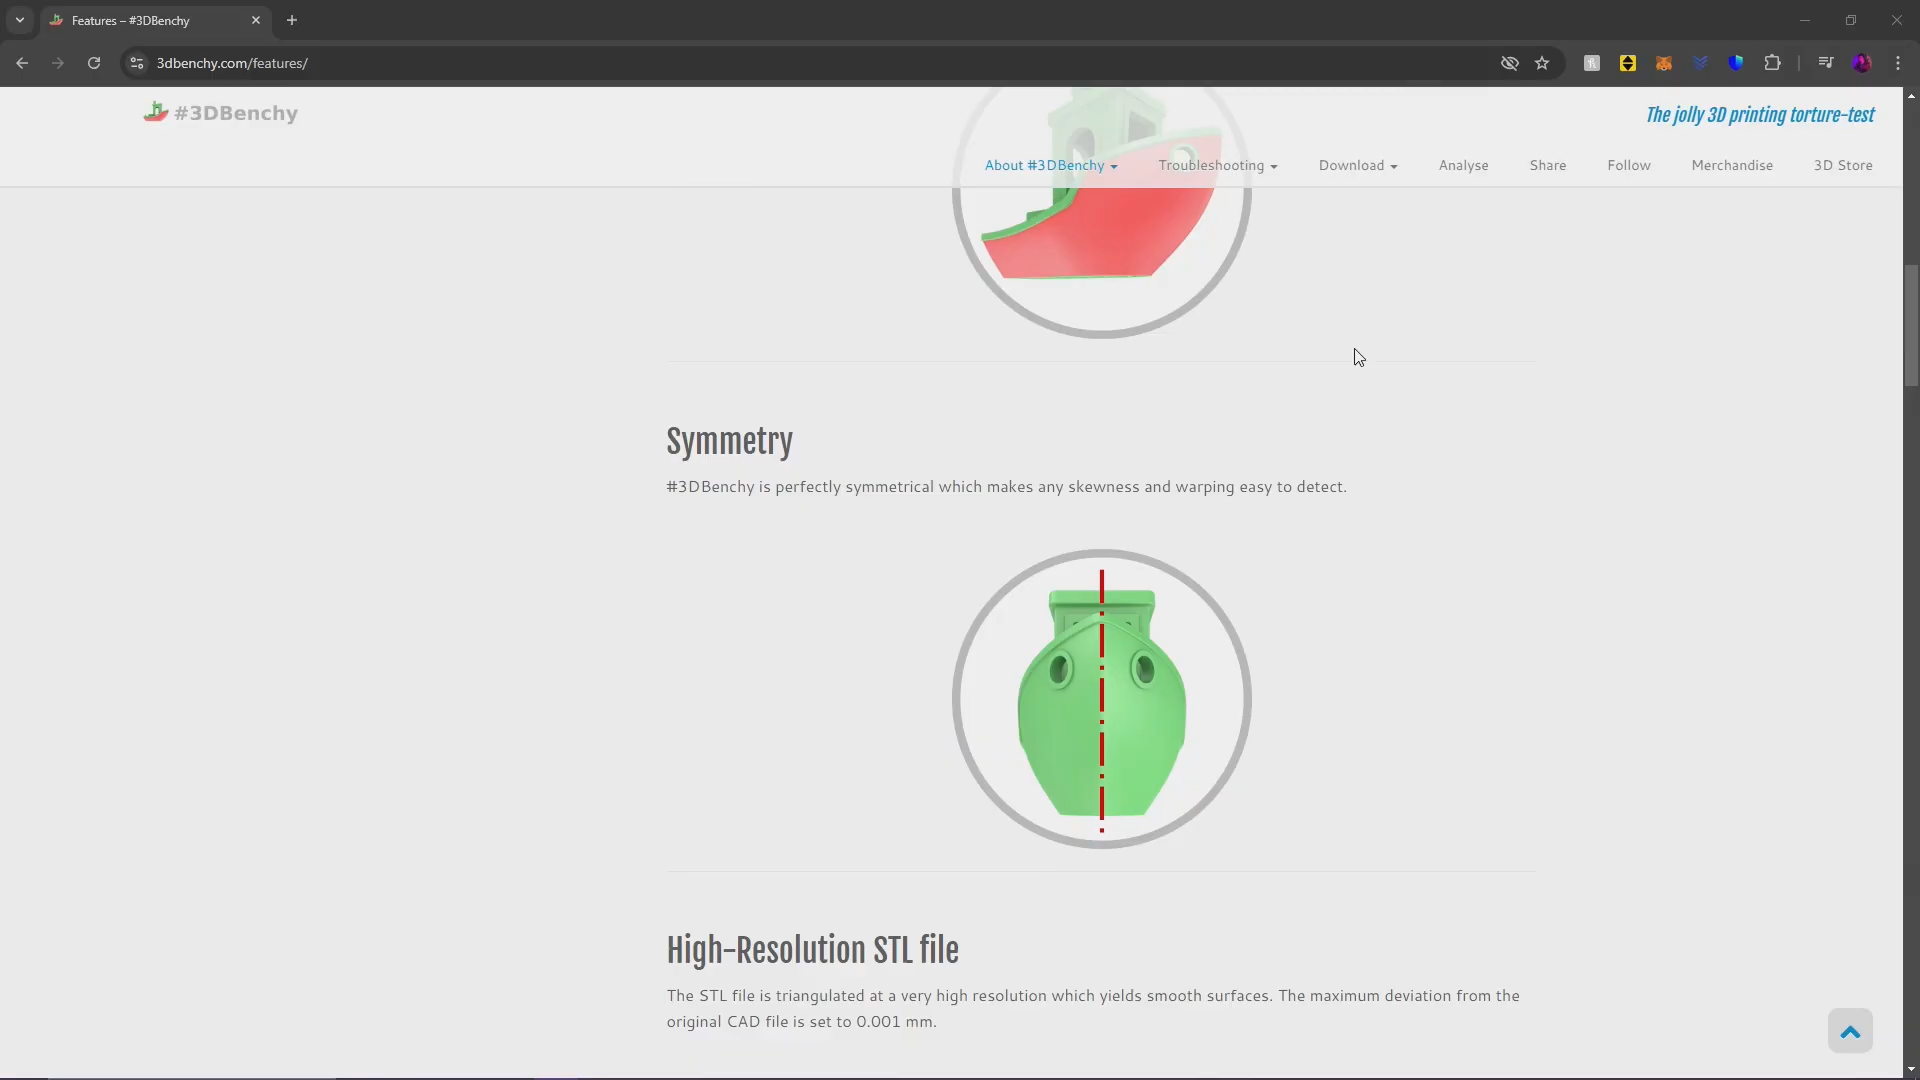 Features – #3DBenchy
3dbenchy.com/features/
#3DBenchy
The jolly 3D printing torture-test
About #3DBenchy
Troubleshooting
Download
Analyse
Share
Follow
Merchandise
3D Store
Symmetry
#3DBenchy is perfectly symmetrical which makes any skewness and warping easy to detect.
High-Resolution STL file
The STL file is triangulated at a very high resolution which yields smooth surfaces. The maximum deviation from the
original CAD file is set to 0.001 mm.